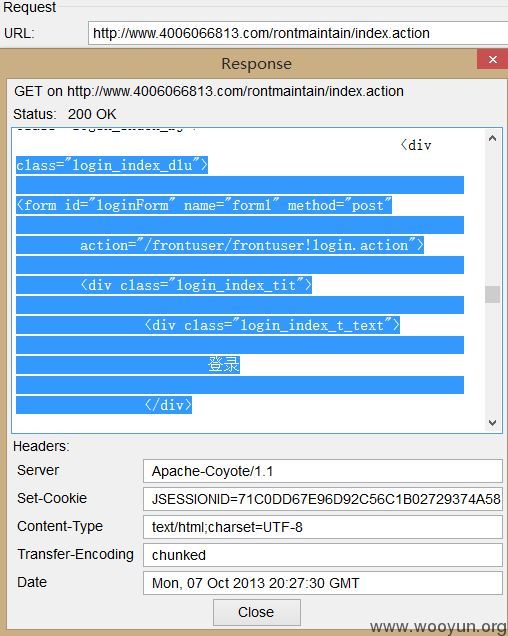 Request
URL: http://www.4006066813.com/rontmaintain/index.action
Response
GET on http://www.4006066813.com/rontmaintain/index.action
Status: 200 OK
<div
class="login_index_dlu">
<form id="loginForm" name="form1" method="post"
action="/frontuser/frontuser!login.action">
<div class="login_index_tit">
<div class="login_index_t_text">
登录
</div>
Headers:
Server Apache-Coyote/1.1
Set-Cookie JSESSIONID=71C0DD67E96D92C56C1B02729374A58
Content-Type text/html;charset=UTF-8
Transfer-Encoding chunked
Date Mon, 07 Oct 2013 20:27:30 GMT
Close
www.wooyun.org